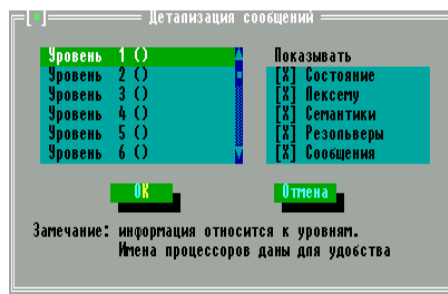 Детализация сообщений
Уровень 1 ()
Уровень 2 ()
Уровень 3 ()
Уровень 4 ()
Уровень 5 ()
Уровень 6 ()
Показывать
[X] Состояние
[X] Лексему
[X] Семантики
[X] Резольверы
[X] Сообщения
OK
Отмена
Замечание: информация относится к уровням.
Имена процессоров даны для удобства